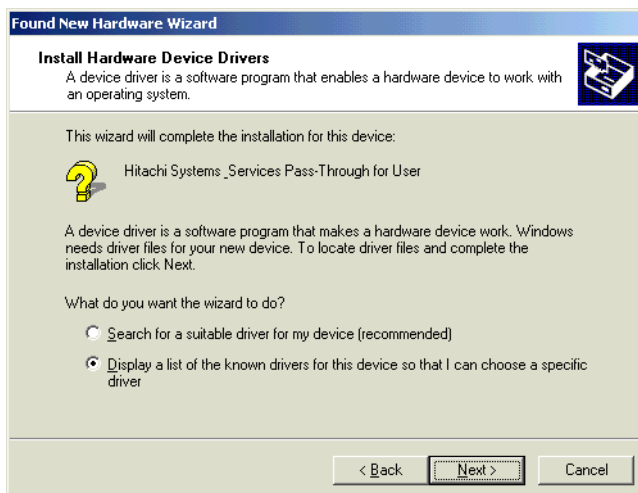 Found New Hardware Wizard
Install Hardware Device Drivers
A device driver is a software program that enables a hardware device to work with
an operating system.
This wizard will complete the installation for this device:
Hitachi Systems _Services Pass-Through for User
A device driver is a software program that makes a hardware device work. Windows
needs driver files for your new device. To locate driver files and complete the
installation click Next.
What do you want the wizard to do?
Search for a suitable driver for my device (recommended)
Display a list of the known drivers for this device so that I can choose a specific
driver
< Back
Next >
Cancel